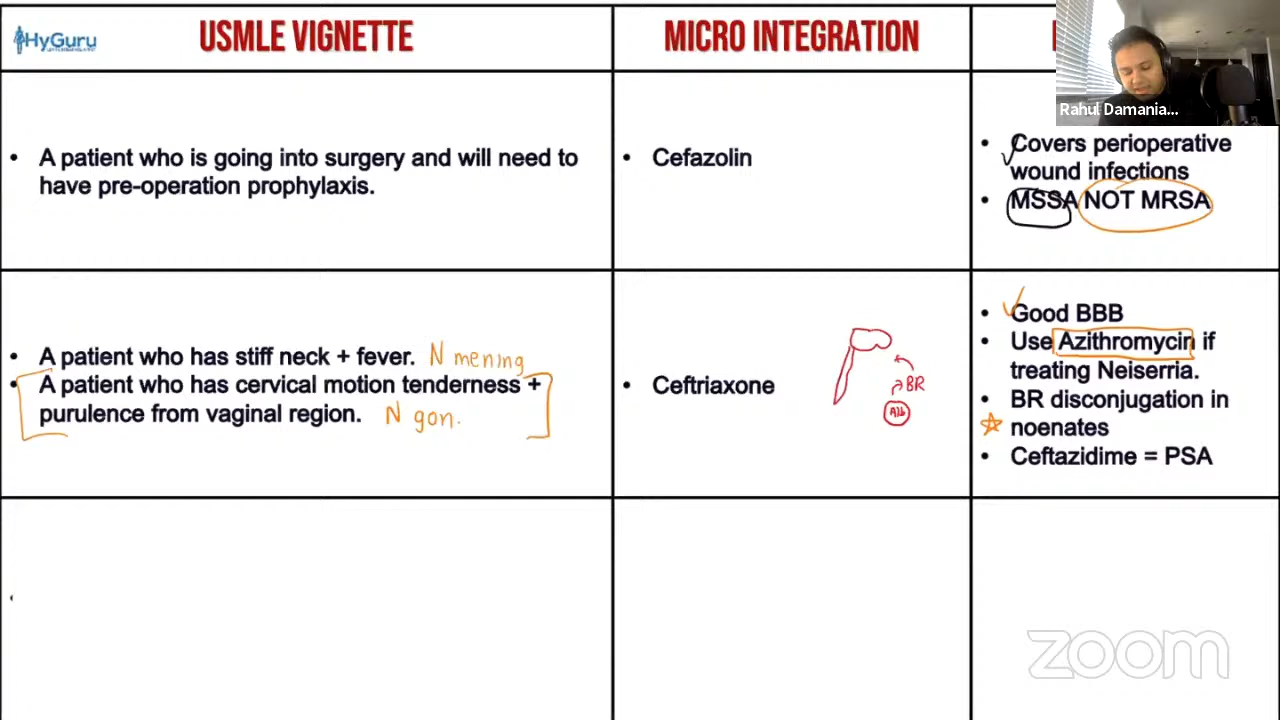 HyGuru
USMLE VIGNETTE
MICRO INTEGRATION
Rahul Damania...
• A patient who is going into surgery and will need to
have pre-operation prophylaxis.
• Cefazolin
• Covers perioperative
wound infections
• MSSA NOT MRSA
• A patient who has stiff neck + fever. N mening
• A patient who has cervical motion tenderness +
purulence from vaginal region. N gon.
• Ceftriaxone
BR
Alb
• Good BBB
• Use Azithromycin if
treating Neiserria.
• BR disconjugation in
noenates
• Ceftazidime = PSA
zoom